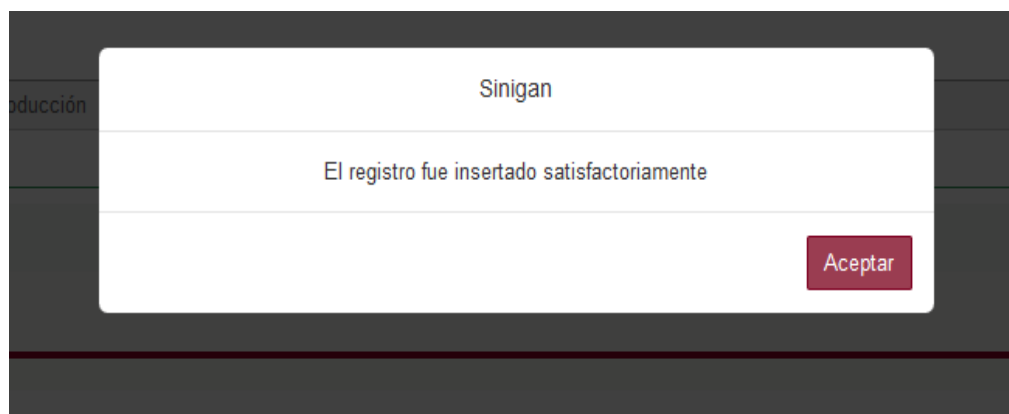 Sinigan
oducción
El registro fue insertado satisfactoriamente
Aceptar